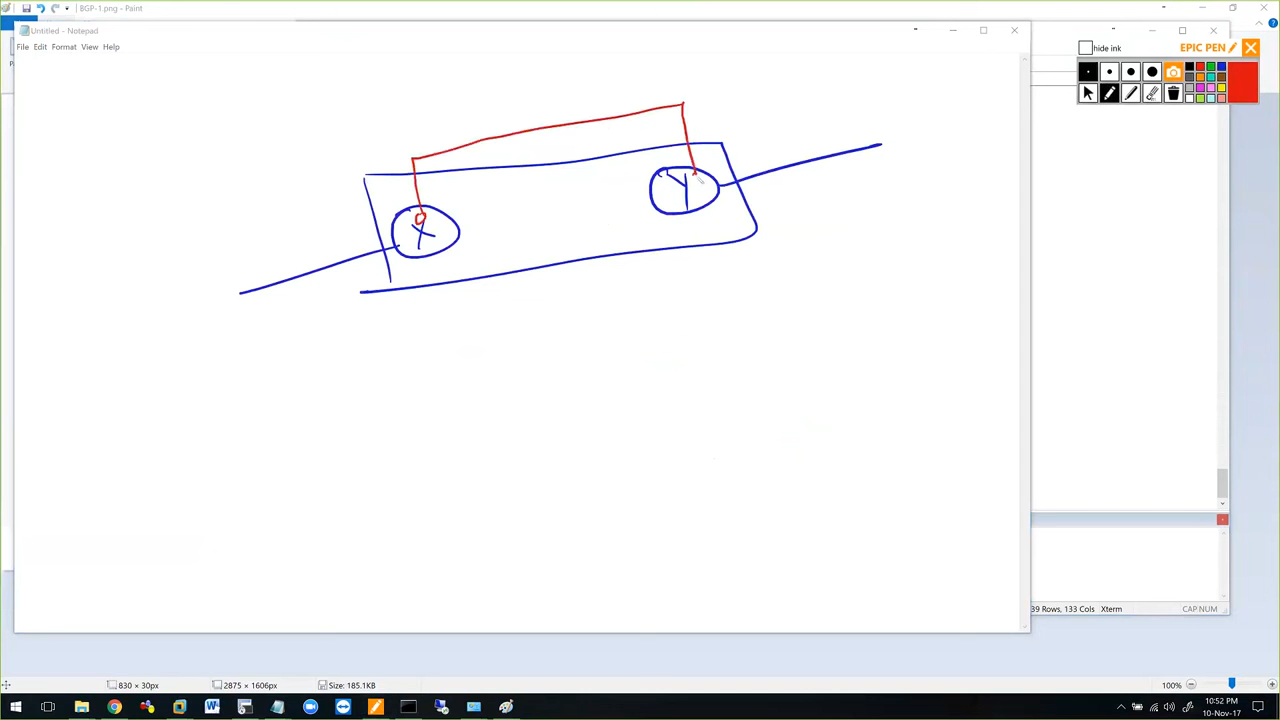 BGP-1.png - Paint
Untitled - Notepad
File Edit Format View Help
hide ink
EPIC PEN
X
Y
39 Rows, 133 Cols Xterm CAP NUM
830 × 30px
2875 × 1606px
Size: 185.1KB
100%
10:52 PM
10-Nov-17